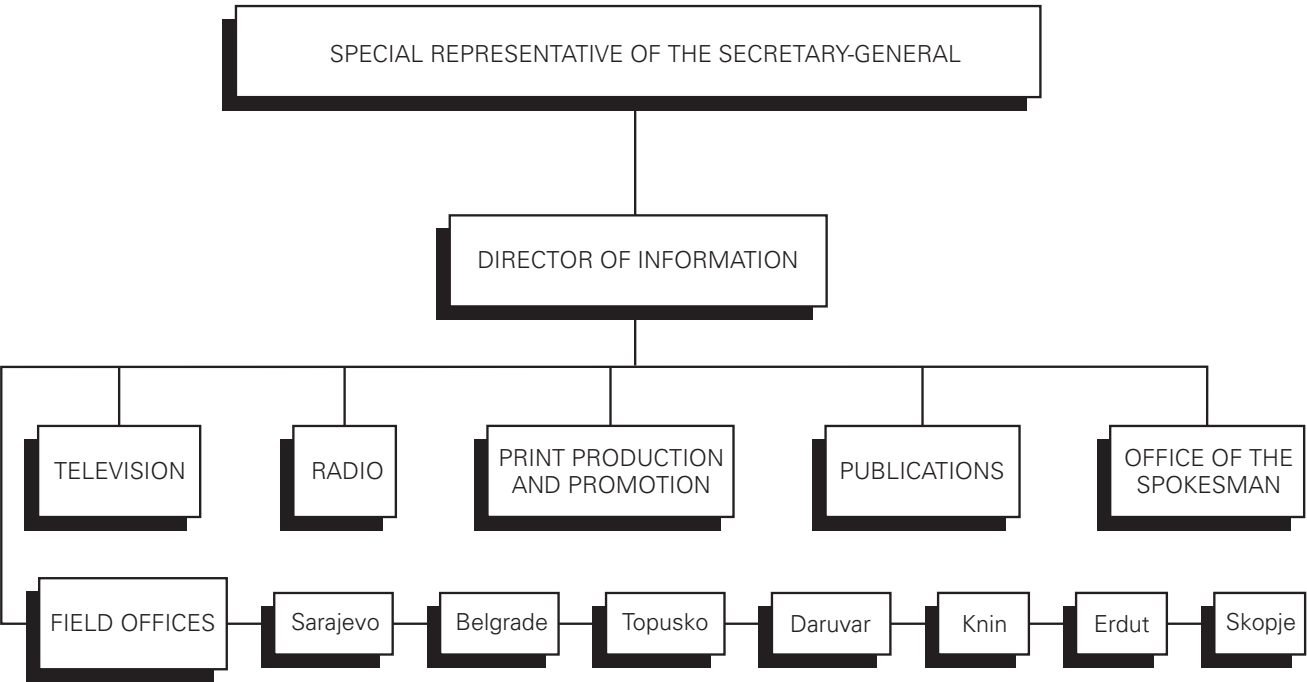 SPECIAL REPRESENTATIVE OF THE SECRETARY-GENERAL
DIRECTOR OF INFORMATION
TELEVISION
RADIO
PRINT PRODUCTION
AND PROMOTION
PUBLICATIONS
OFFICE OF THE
SPOKESMAN
FIELD OFFICES
Sarajevo
Belgrade
Topusko
Daruvar
Knin
Erdut
Skopje